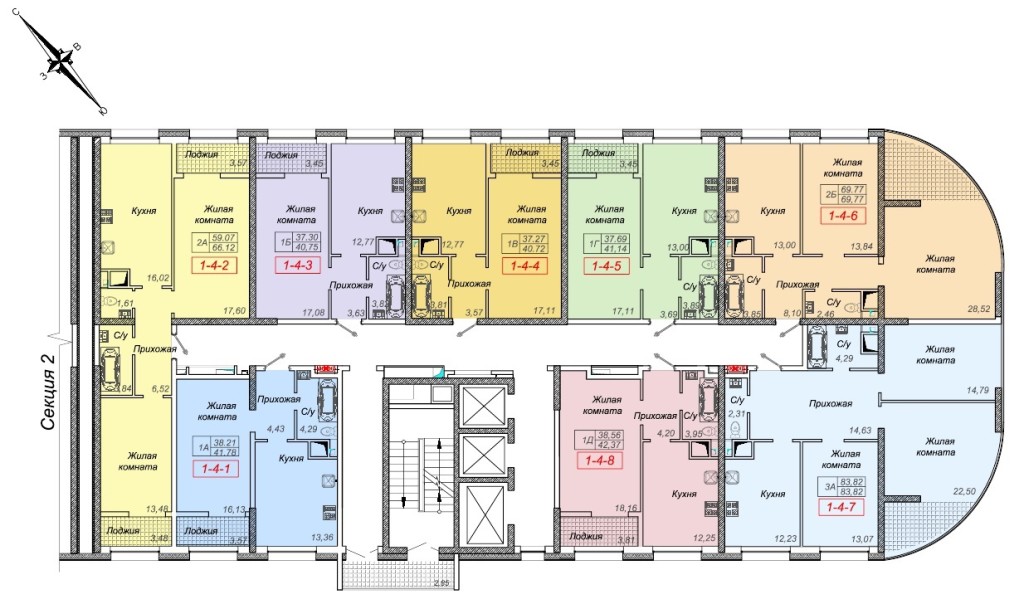 С
В
З
Ю
Секция 2
Лоджия
3,57
Кухня
Жилая
комната
2А
59.07
66.12
1-4-2
16,02
17,60
1,61
С/у
Прихожая
6,52
,84
Жилая
комната
13,48
Лоджия
3,48
Лоджия
3,45
Жилая
комната
1Б
37.30
40,75
1-4-3
Кухня
12,77
С/у
Прихожая
17,08
3,63
3,82
Кухня
12,77
С/у
3,81
Прихожая
3,57
Лоджия
3,45
Жилая
комната
1В
37.27
40.72
1-4-4
17,11
Лоджия
3,45
Жилая
комната
1Г
37.69
41.14
1-4-5
Кухня
13,00
С/у
Прихожая
17,11
3,69
3,89
Кухня
13,00
Жилая
комната
2Б
69.77
69.77
1-4-6
13,84
С/у
3,85
Прихожая
8,10
С/у
2,46
Жилая
комната
28,52
Жилая
комната
1А
38.21
41.78
1-4-1
16,13
Лоджия
3,57
Прихожая
4,43
С/у
4,29
Кухня
13,36
2,95
Жилая
комната
1Д
38,56
42,37
1-4-8
18,16
Лоджия
3,81
Прихожая
4,20
С/у
3,95
Кухня
12,25
С/у
4,29
С/у
2,31
Прихожая
14,63
Жилая
комната
14,79
Кухня
12,23
Жилая
комната
3А
83,82
83,82
1-4-7
13,07
Жилая
комната
22,50